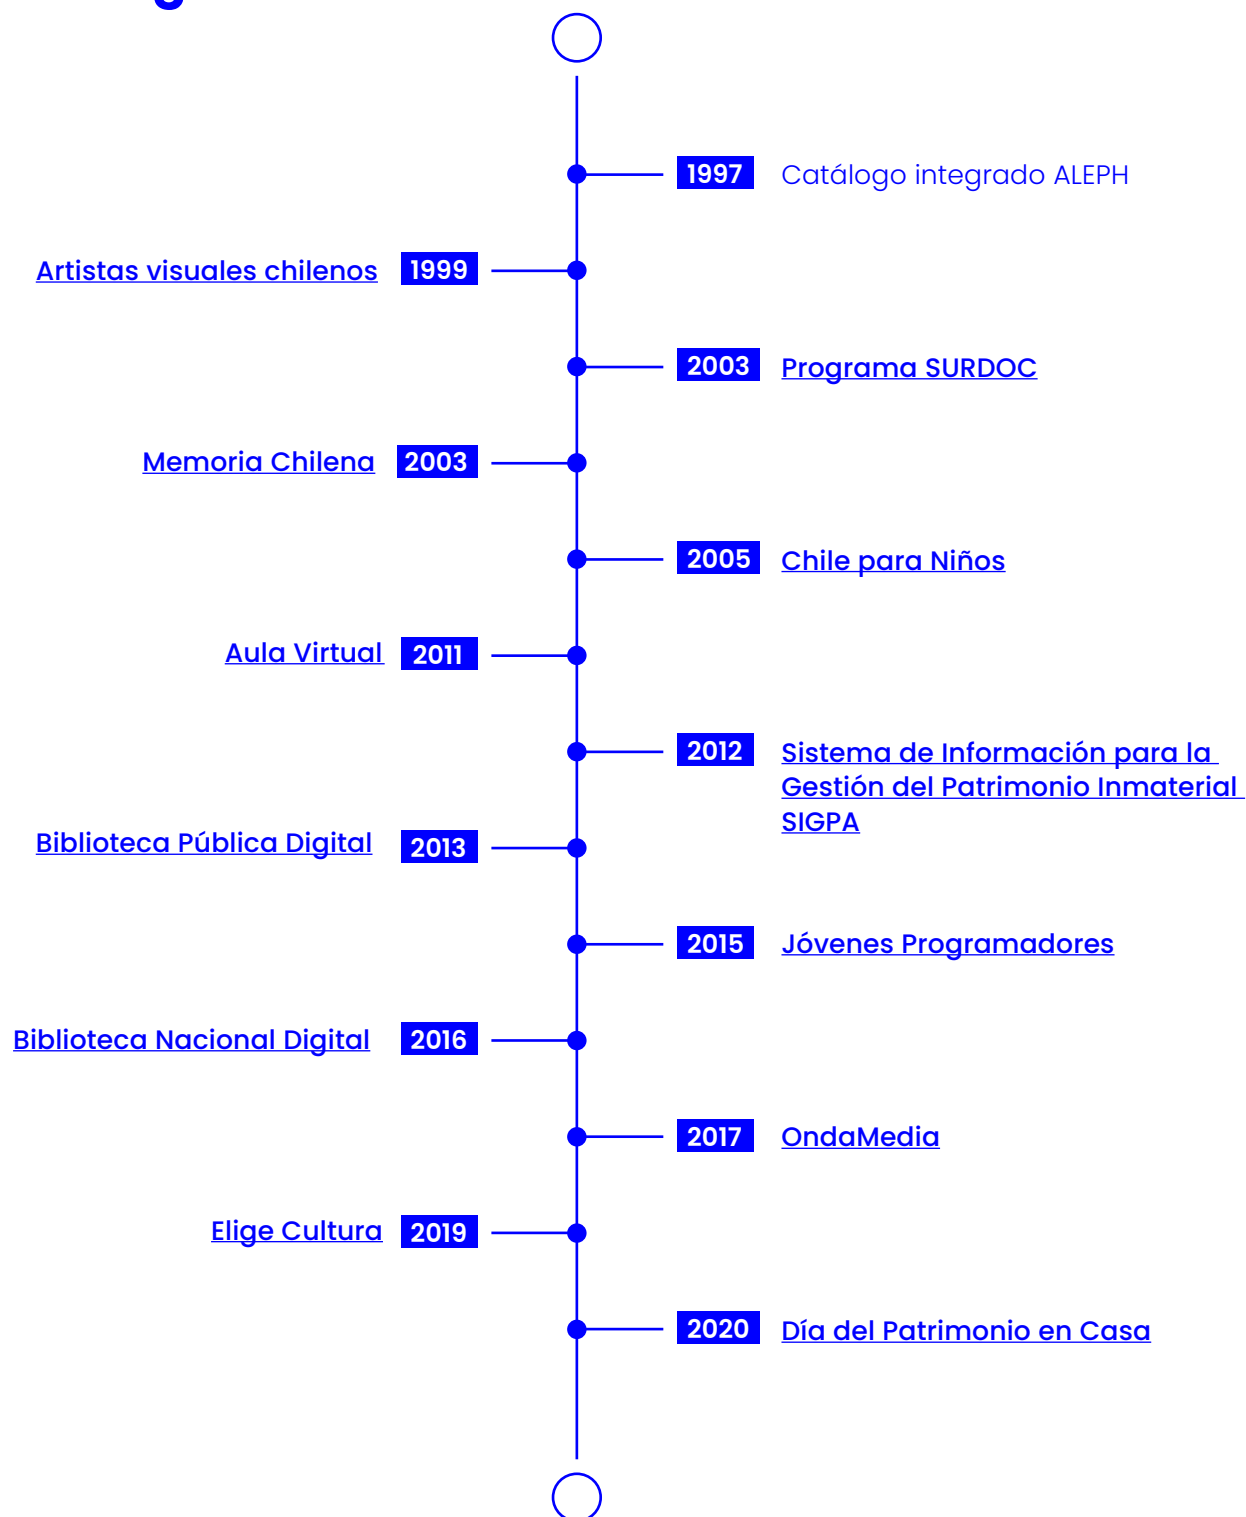 1997 Catálogo integrado ALEPH
Artistas visuales chilenos 1999
2003 Programa SURDOC
Memoria Chilena 2003
2005 Chile para Niños
Aula Virtual 2011
2012 Sistema de Información para la
Gestión del Patrimonio Inmaterial
SIGPA
Biblioteca Pública Digital 2013
2015 Jóvenes Programadores
Biblioteca Nacional Digital 2016
2017 OndaMedia
Elige Cultura 2019
2020 Día del Patrimonio en Casa